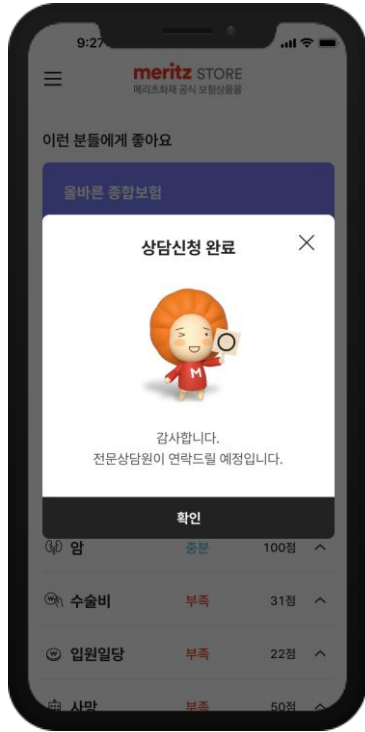 9:27
meritz STORE
메리츠화재 공식 보험상품몰
이런 분들에게 좋아요
올바른 종합보험
상담신청 완료
M
감사합니다.
전문상담원이 연락드릴 예정입니다.
확인
암 충분 100점
수술비 부족 31점
입원일당 부족 22점
사망 부족 50점